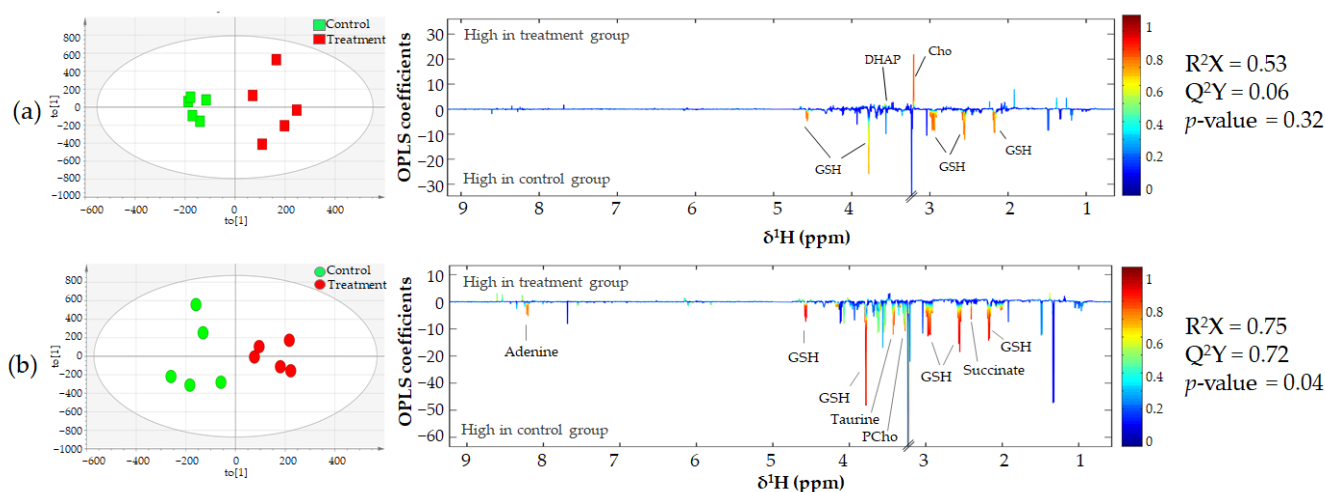 (a)
Control
Treatment
800
600
400
200
0
-200
-400
-600
-800
-1000
to[1]
-600
-400
-200
0
200
400
to[1]
High in treatment group
DHAP
Cho
GSH
GSH
GSH
High in control group
OPLS coefficients
30
20
10
0
−10
−20
−30
9
8
7
6
5
4
3
2
1
δ¹H (ppm)
1
0.8
0.6
0.4
0.2
0
R²X = 0.53
Q²Y = 0.06
p-value = 0.32
(b)
Control
Treatment
800
600
400
200
0
-200
-400
-600
-800
-1000
to[1]
-600
-400
-200
0
200
400
to[1]
High in treatment group
Adenine
GSH
GSH
Taurine
PCho
GSH
Succinate
GSH
High in control group
OPLS coefficients
10
0
−10
−20
−30
−40
−50
−60
9
8
7
6
5
4
3
2
1
δ¹H (ppm)
1
0.8
0.6
0.4
0.2
0
R²X = 0.75
Q²Y = 0.72
p-value = 0.04